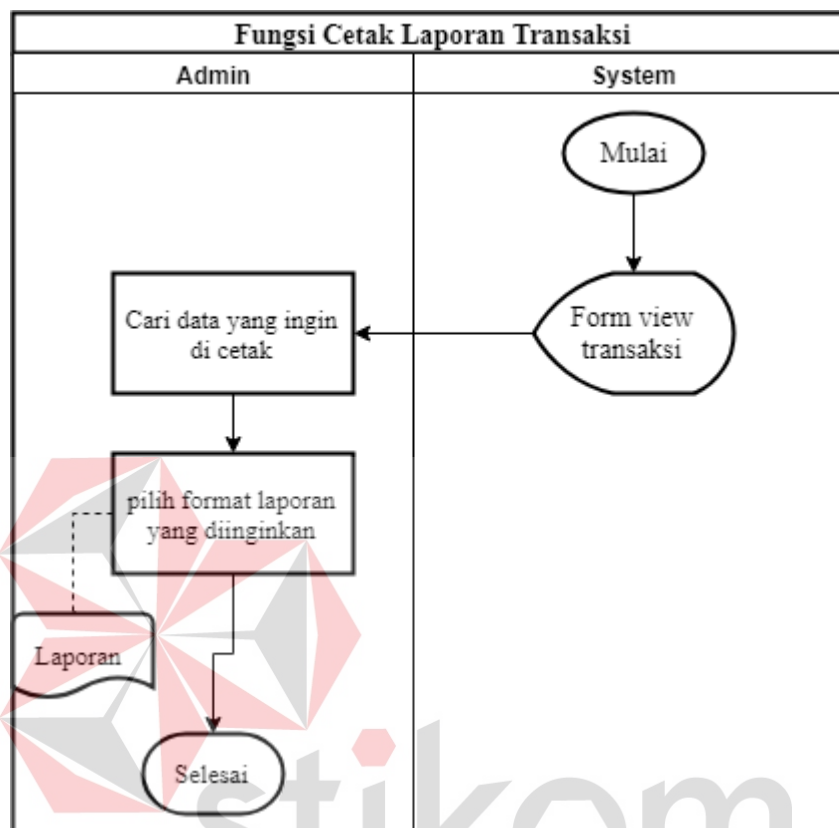 Fungsi Cetak Laporan Transaksi
Admin
System
Mulai
Form view
transaksi
Cari data yang ingin
di cetak
pilih format laporan
yang diinginkan
Laporan
Selesai
stikom